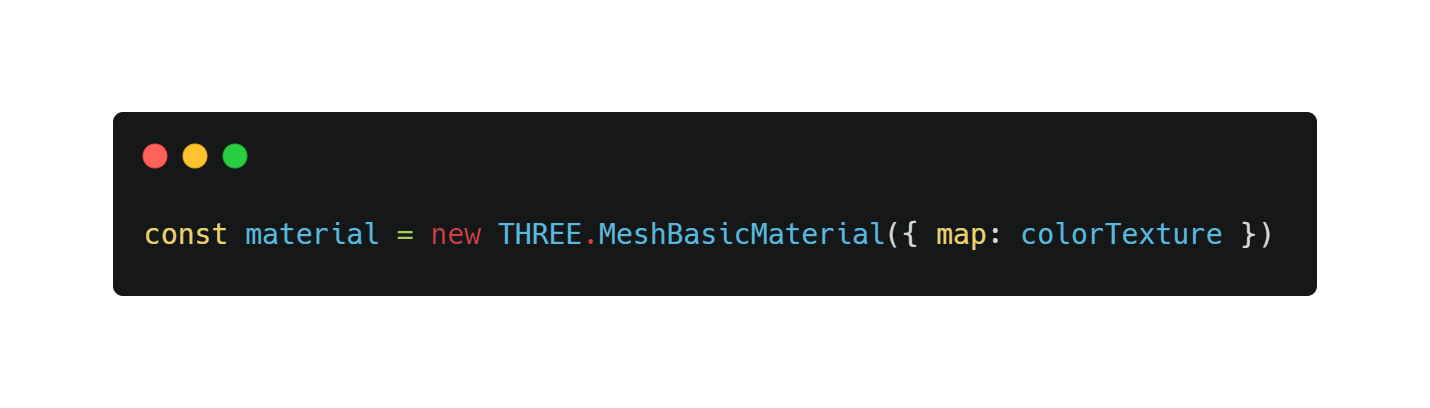 const material = new THREE.MeshBasicMaterial({ map: colorTexture })